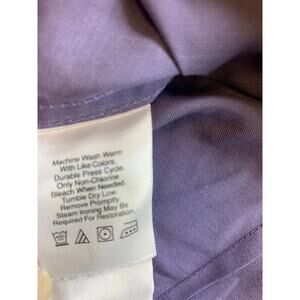 Machine Wash Warm
With Like Colors,
Durable Press Cycle.
Only Non-Chlorine
Bleach When Needed.
Tumble Dry Low.
Remove Promptly.
Steam Ironing May Be
Required For Restoration.